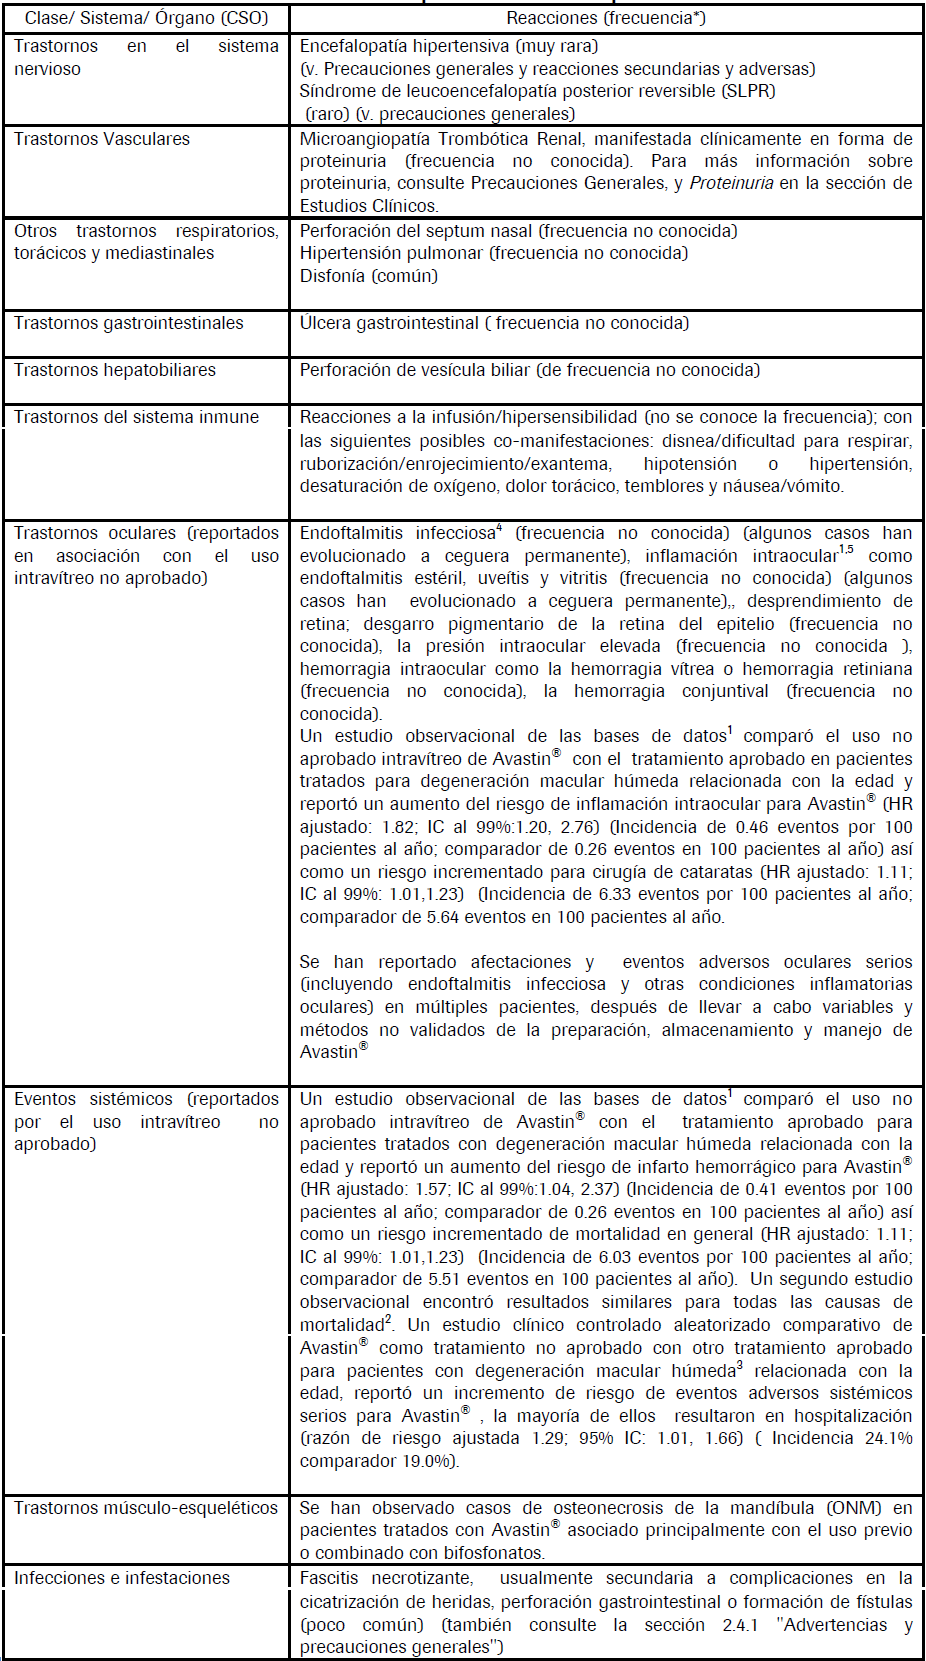 Clase/ Sistema/ Órgano (CSO)
Reacciones (frecuencia*)
Trastornos en el sistema
nervioso
Encefalopatía hipertensiva (muy rara)
(v. Precauciones generales y reacciones secundarias y adversas)
Síndrome de leucoencefalopatía posterior reversible (SLPR)
(raro) (v. precauciones generales)
Trastornos Vasculares
Microangiopatía Trombótica Renal, manifestada clínicamente en forma de
proteinuria (frecuencia no conocida). Para más información sobre
proteinuria, consulte Precauciones Generales, y Proteinuria en la sección de
Estudios Clínicos.
Otros trastornos respiratorios,
torácicos y mediastinales
Perforación del septum nasal (frecuencia no conocida)
Hipertensión pulmonar (frecuencia no conocida)
Disfonía (común)
Trastornos gastrointestinales
Úlcera gastrointestinal ( frecuencia no conocida)
Trastornos hepatobiliares
Perforación de vesícula biliar (de frecuencia no conocida)
Trastornos del sistema inmune
Reacciones a la infusión/hipersensibilidad (no se conoce la frecuencia); con
las siguientes posibles co-manifestaciones: disnea/dificultad para respirar,
ruborización/enrojecimiento/exantema, hipotensión o hipertensión,
desaturación de oxígeno, dolor torácico, temblores y náusea/vómito.
Trastornos oculares (reportados
en asociación con el uso
intravítreo no aprobado)
Endoftalmitis infecciosa⁴ (frecuencia no conocida) (algunos casos han
evolucionado a ceguera permanente), inflamación intraocular¹,⁵ como
endoftalmitis estéril, uveítis y vitritis (frecuencia no conocida) (algunos
casos han evolucionado a ceguera permanente),, desprendimiento de
retina; desgarro pigmentario de la retina del epitelio (frecuencia no
conocida), la presión intraocular elevada (frecuencia no conocida ),
hemorragia intraocular como la hemorragia vítrea o hemorragia retiniana
(frecuencia no conocida), la hemorragia conjuntival (frecuencia no
conocida).
Un estudio observacional de las bases de datos¹ comparó el uso no
aprobado intravítreo de Avastin® con el tratamiento aprobado en pacientes
tratados para degeneración macular húmeda relacionada con la edad y
reportó un aumento del riesgo de inflamación intraocular para Avastin® (HR
ajustado: 1.82; IC al 99%:1.20, 2.76) (Incidencia de 0.46 eventos por 100
pacientes al año; comparador de 0.26 eventos en 100 pacientes al año) así
como un riesgo incrementado para cirugía de cataratas (HR ajustado: 1.11;
IC al 99%: 1.01,1.23) (Incidencia de 6.33 eventos por 100 pacientes al año;
comparador de 5.64 eventos en 100 pacientes al año.
Se han reportado afectaciones y eventos adversos oculares serios
(incluyendo endoftalmitis infecciosa y otras condiciones inflamatorias
oculares) en múltiples pacientes, después de llevar a cabo variables y
métodos no validados de la preparación, almacenamiento y manejo de
Avastin®
Eventos sistémicos (reportados
por el uso intravítreo no
aprobado)
Un estudio observacional de las bases de datos¹ comparó el uso no
aprobado intravítreo de Avastin® con el tratamiento aprobado para
pacientes tratados con degeneración macular húmeda relacionada con la
edad y reportó un aumento del riesgo de infarto hemorrágico para Avastin®
(HR ajustado: 1.57; IC al 99%:1.04, 2.37) (Incidencia de 0.41 eventos por 100
pacientes al año; comparador de 0.26 eventos en 100 pacientes al año) así
como un riesgo incrementado de mortalidad en general (HR ajustado: 1.11;
IC al 99%: 1.01,1.23) (Incidencia de 6.03 eventos por 100 pacientes al año;
comparador de 5.51 eventos en 100 pacientes al año). Un segundo estudio
observacional encontró resultados similares para todas las causas de
mortalidad². Un estudio clínico controlado aleatorizado comparativo de
Avastin® como tratamiento no aprobado con otro tratamiento aprobado
para pacientes con degeneración macular húmeda³ relacionada con la
edad, reportó un incremento de riesgo de eventos adversos sistémicos
serios para Avastin® , la mayoría de ellos resultaron en hospitalización
(razón de riesgo ajustada 1.29; 95% IC: 1.01, 1.66) ( Incidencia 24.1%
comparador 19.0%).
Trastornos músculo-esqueléticos
Se han observado casos de osteonecrosis de la mandíbula (ONM) en
pacientes tratados con Avastin® asociado principalmente con el uso previo
o combinado con bifosfonatos.
Infecciones e infestaciones
Fascitis necrotizante, usualmente secundaria a complicaciones en la
cicatrización de heridas, perforación gastrointestinal o formación de fístulas
(poco común) (también consulte la sección 2.4.1 "Advertencias y
precauciones generales")